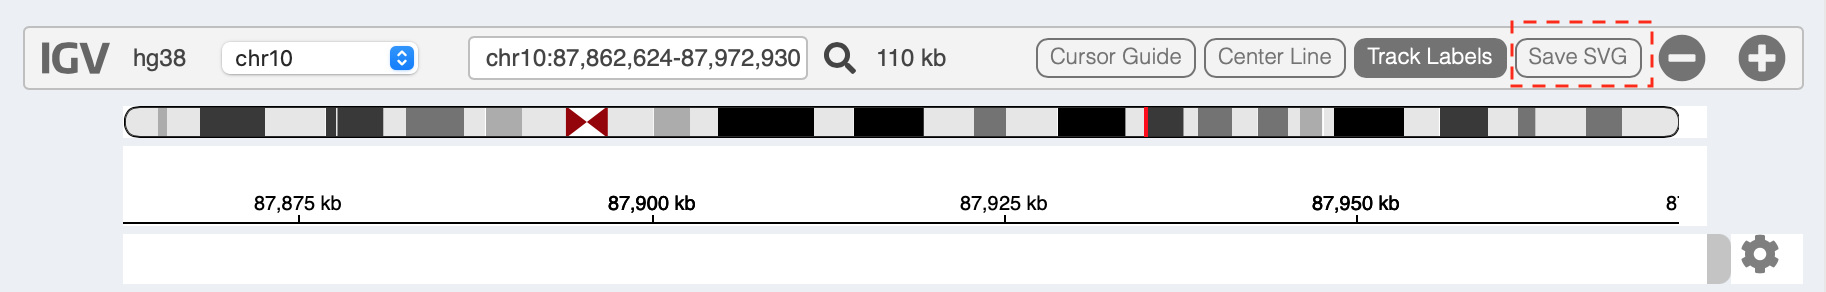 IGV hg38 chr10 chr10:87,862,624-87,972,930 110 kb Cursor Guide Center Line Track Labels Save SVG
87,875 kb 87,900 kb 87,925 kb 87,950 kb